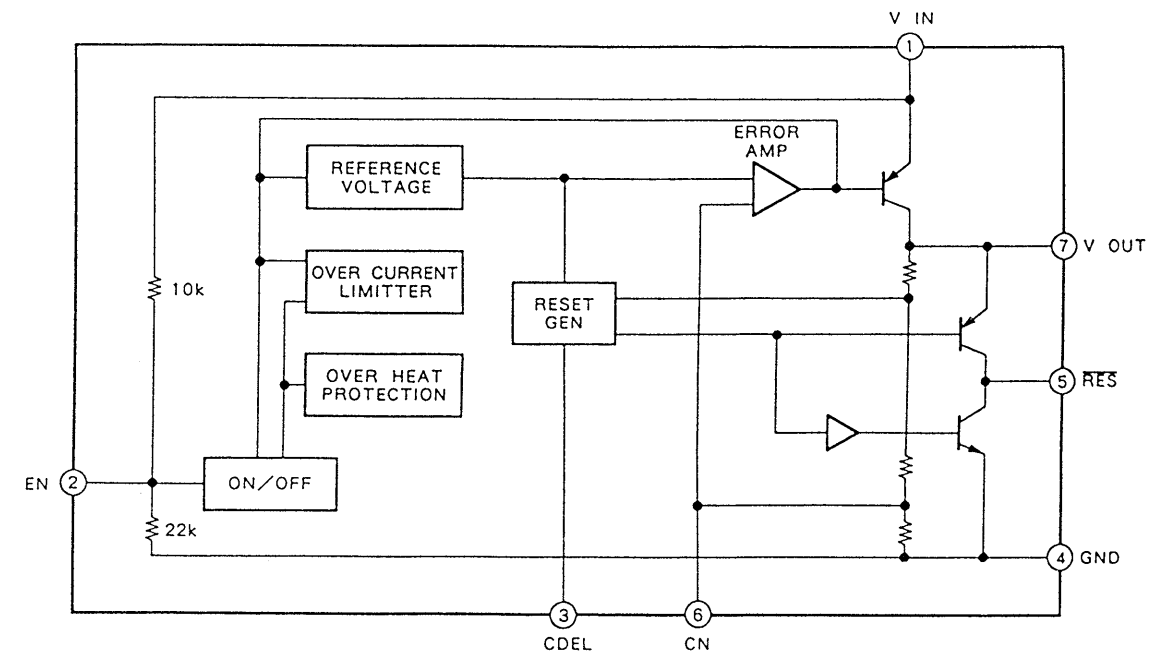 V IN
1
ERROR
AMP
REFERENCE
VOLTAGE
7 V OUT
OVER CURRENT
LIMITTER
10k
RESET
GEN
OVER HEAT
PROTECTION
5 RES
EN 2
ON/OFF
22k
4 GND
3
6
CDEL
CN